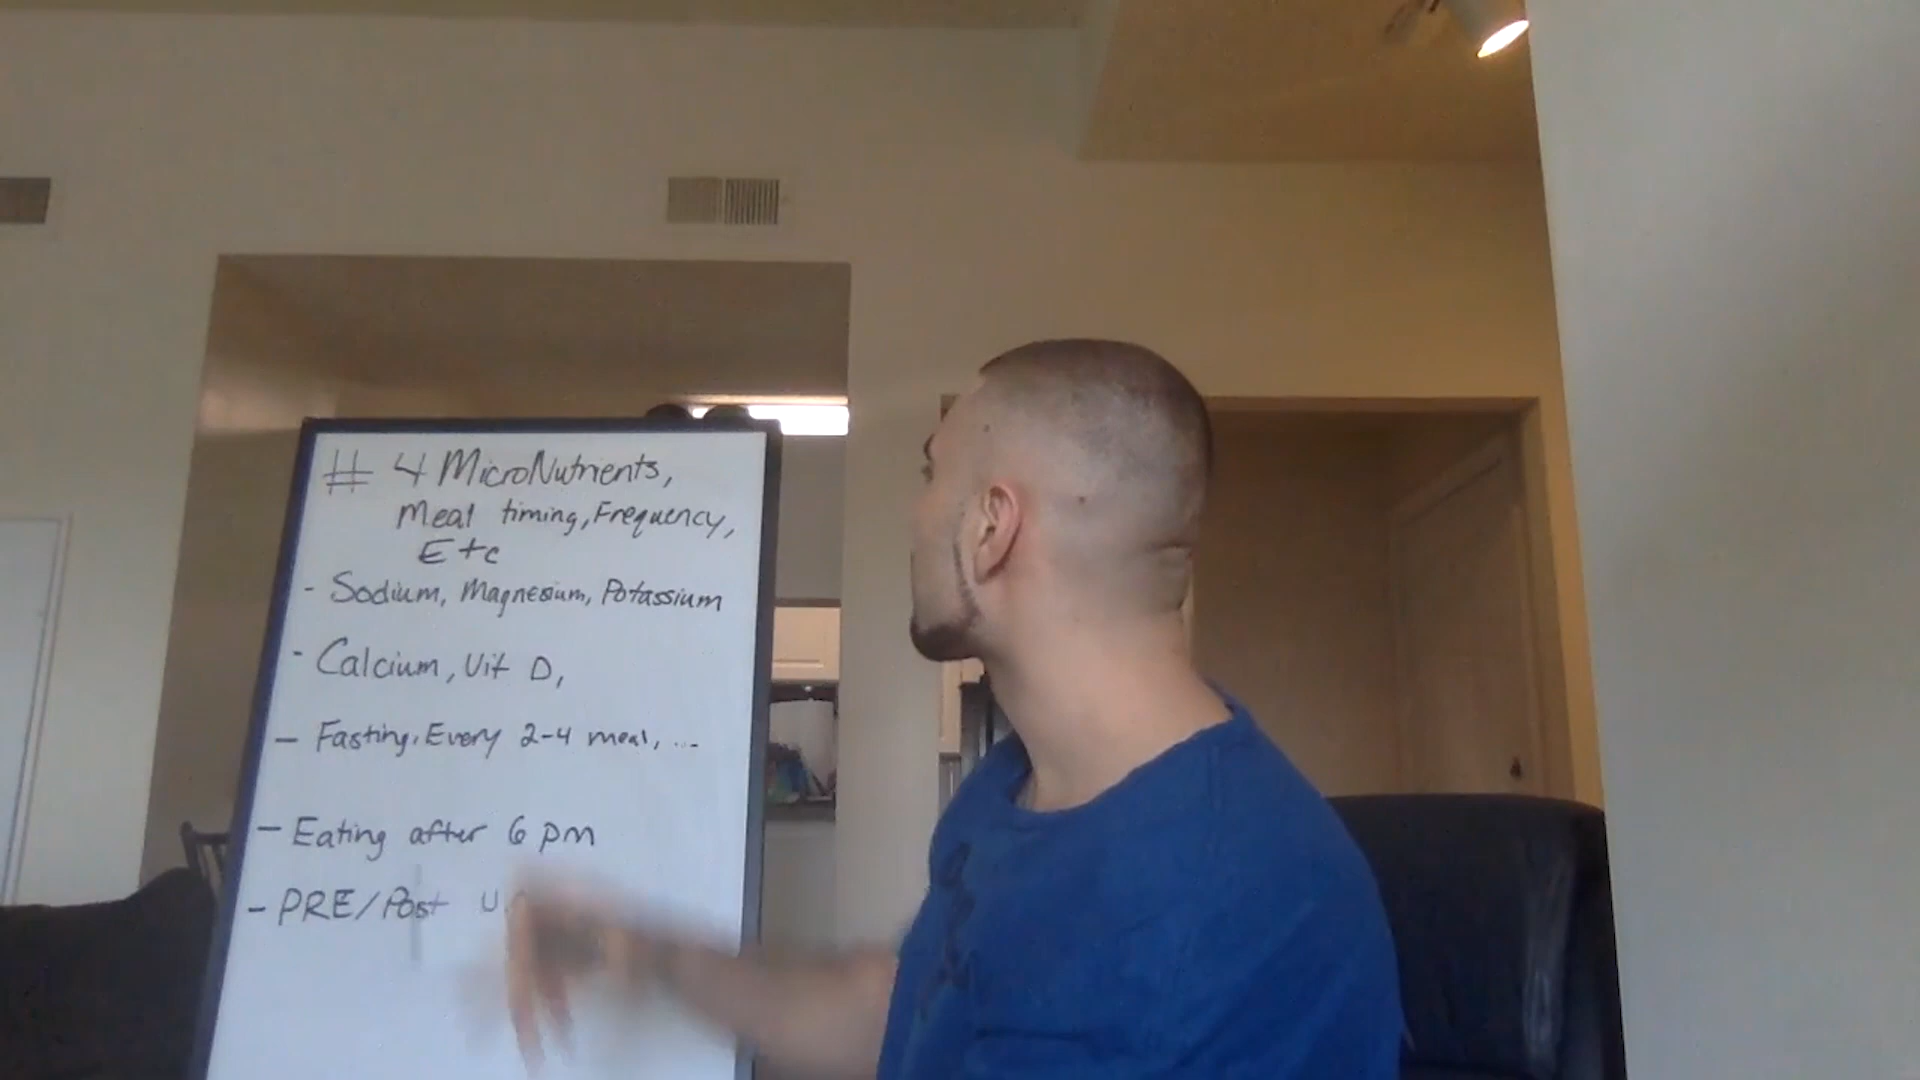 # 4 MicroNutrients,
Meal timing, Frequency,
Etc
- Sodium, Magnesium, Potassium
- Calcium, Vit D,
- Fasting, Every 2-4 meal, ...
- Eating after 6 pm
- PRE/Post